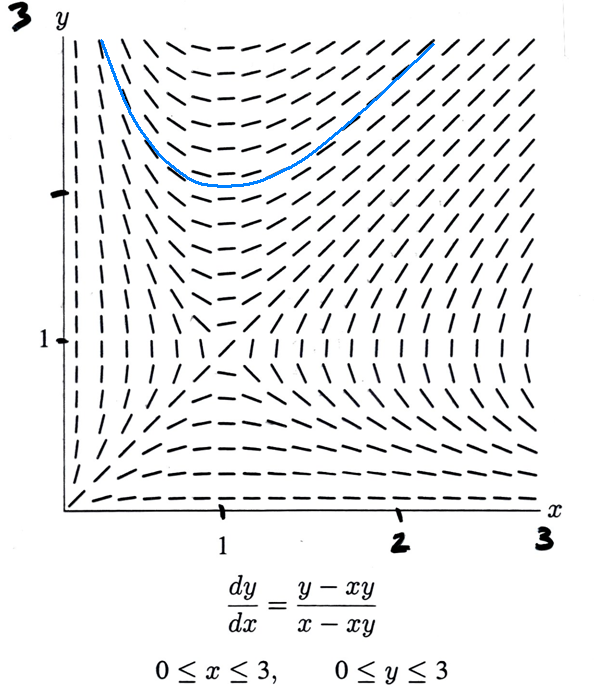 3 y
1
x
1 2 3
dy/dx = (y − xy)/(x − xy)
0 ≤ x ≤ 3, 0 ≤ y ≤ 3